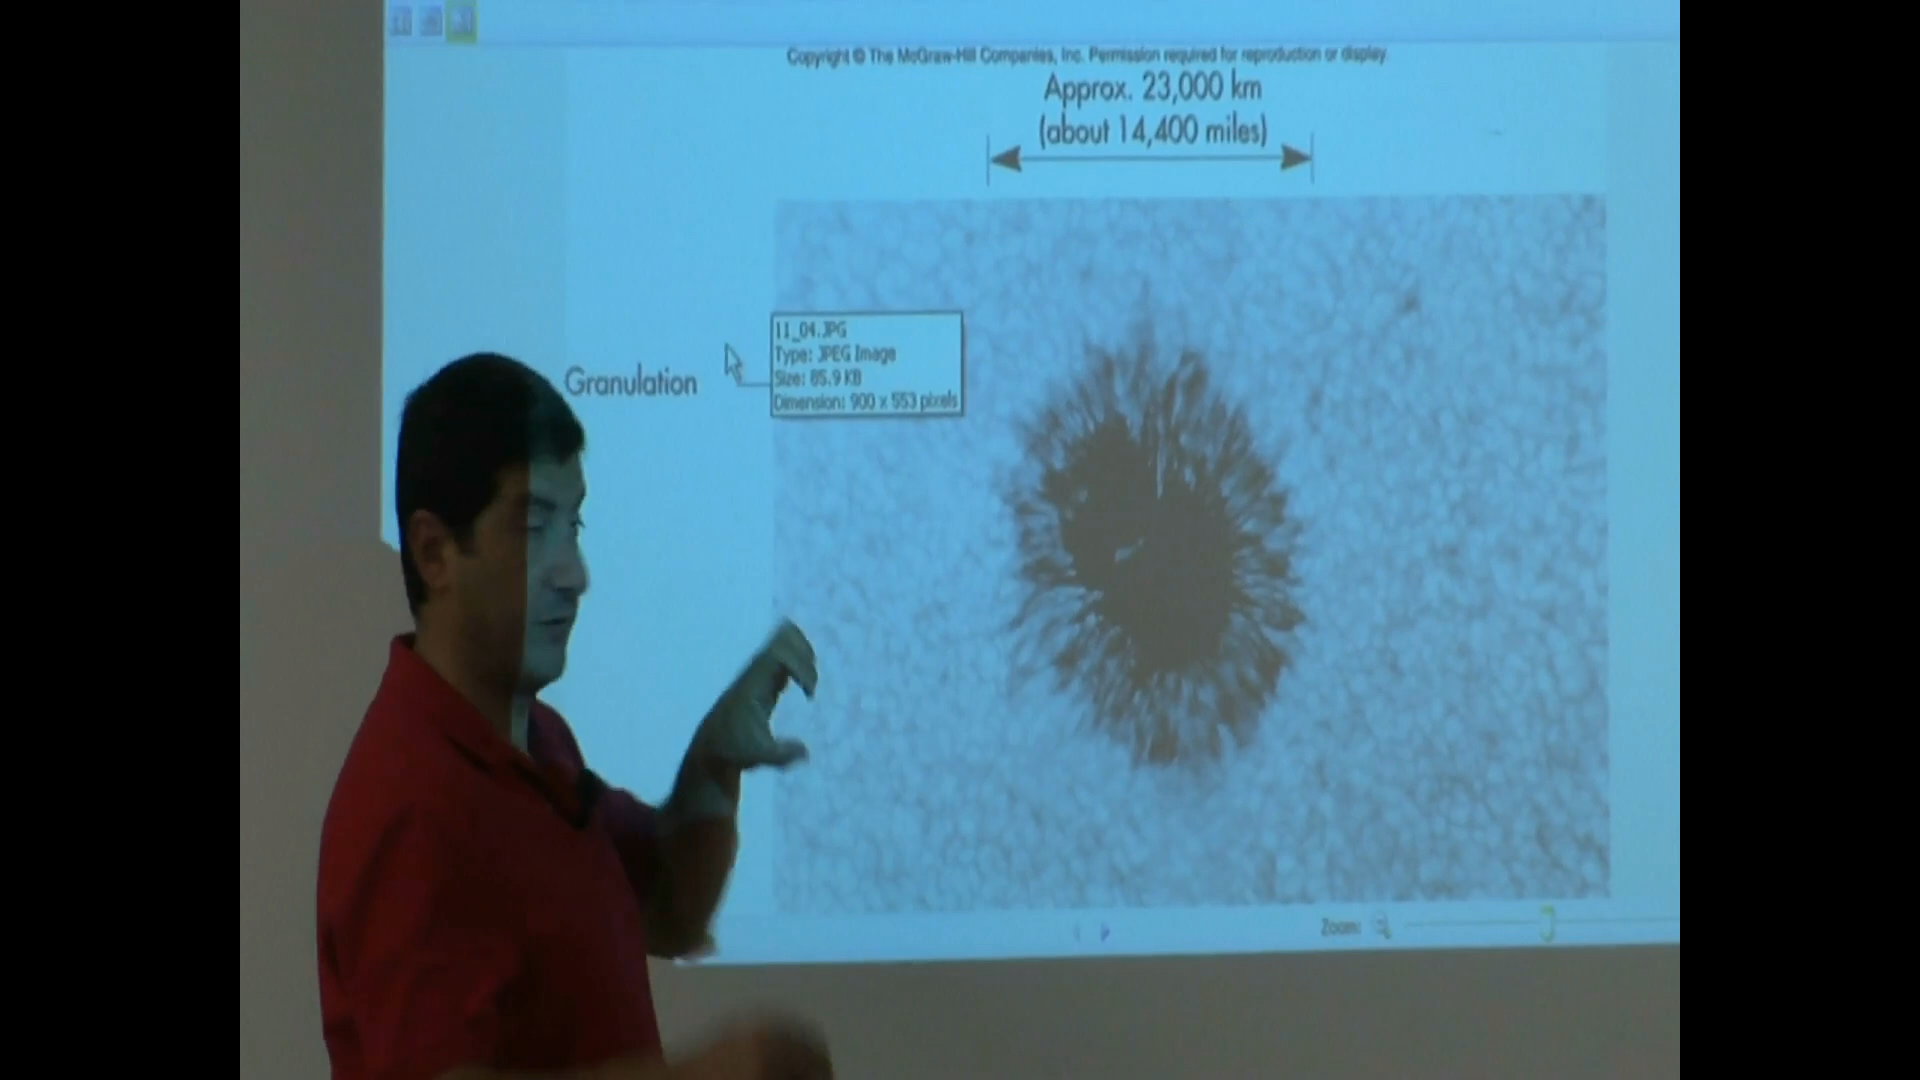 Copyright © The McGraw-Hill Companies, Inc. Permission required for reproduction or display.
Approx. 23,000 km
(about 14,400 miles)
11_04.JPG
Type: JPEG Image
Size: 85.9 KB
Dimension: 900 x 553 pixels
Granulation
Zoom: